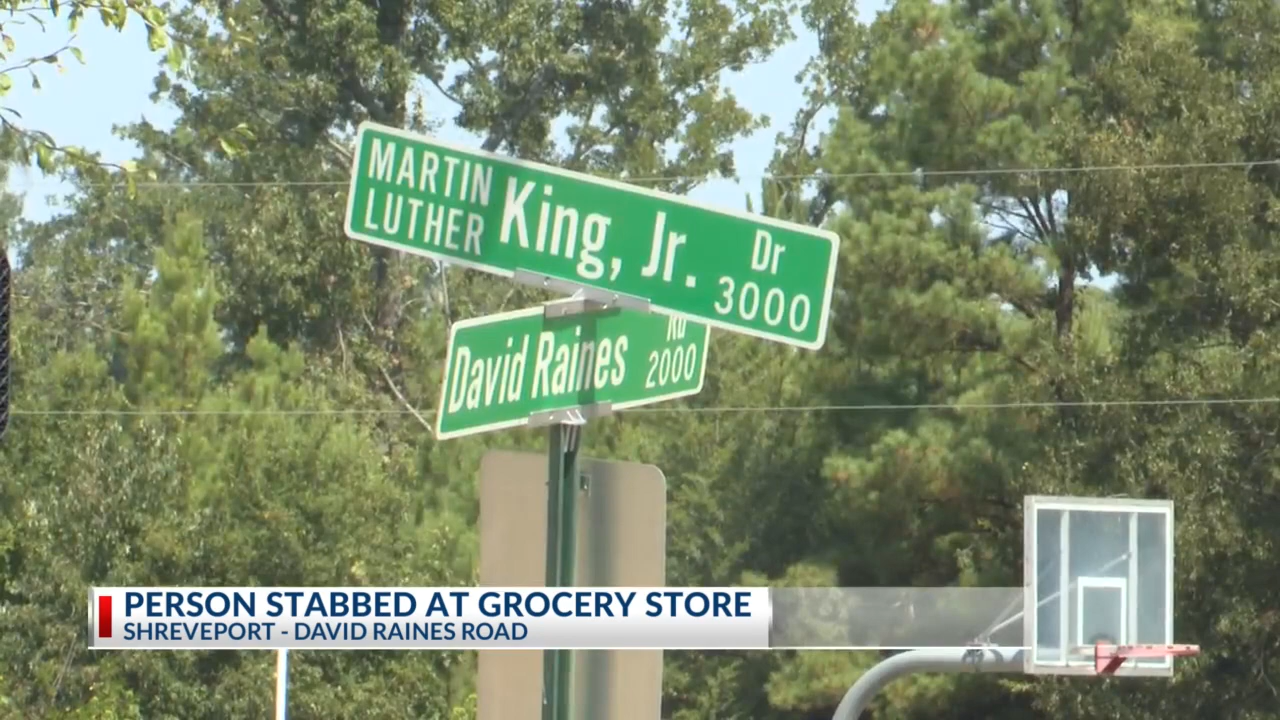 MARTIN LUTHER King, Jr. Dr 3000
David Raines Rd 2000
PERSON STABBED AT GROCERY STORE
SHREVEPORT - DAVID RAINES ROAD